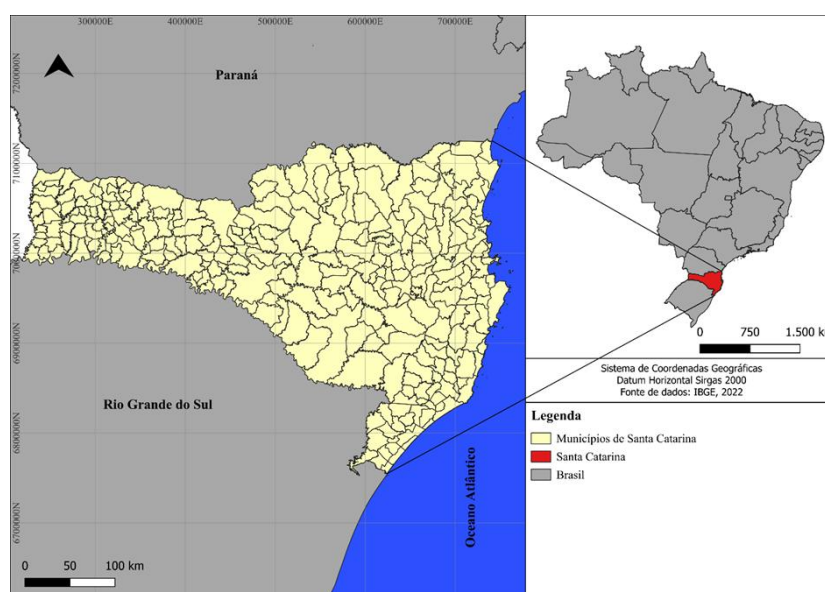 300000E 400000E 500000E 600000E 700000E
7200000N
Paraná
7100000N
7000000N
6900000N
Rio Grande do Sul
6800000N
6700000N
Oceano Atlântico
0 50 100 km
0 750 1.500 km
Sistema de Coordenadas Geográficas
Datum Horizontal Sirgas 2000
Fonte de dados: IBGE, 2022
Legenda
Municípios de Santa Catarina
Santa Catarina
Brasil